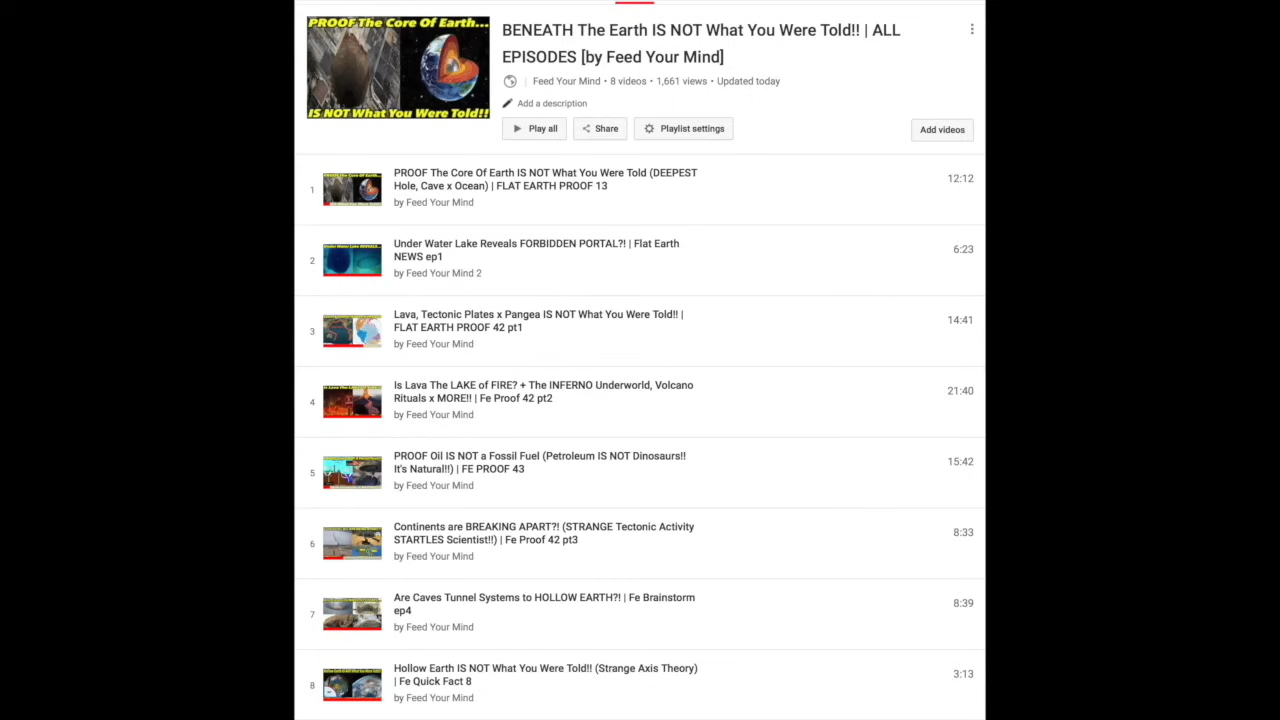 PROOF The Core Of Earth...
IS NOT What You Were Told!!
BENEATH The Earth IS NOT What You Were Told!! | ALL
EPISODES [by Feed Your Mind]
Feed Your Mind • 8 videos • 1,661 views • Updated today
Add a description
Play all
Share
Playlist settings
Add videos
1
PROOF The Core Of Earth IS NOT What You Were Told (DEEPEST
Hole, Cave x Ocean) | FLAT EARTH PROOF 13
by Feed Your Mind
12:12
2
Under Water Lake Reveals FORBIDDEN PORTAL?! | Flat Earth
NEWS ep1
by Feed Your Mind 2
6:23
3
Lava, Tectonic Plates x Pangea IS NOT What You Were Told!! |
FLAT EARTH PROOF 42 pt1
by Feed Your Mind
14:41
4
Is Lava The LAKE of FIRE? + The INFERNO Underworld, Volcano
Rituals x MORE!! | Fe Proof 42 pt2
by Feed Your Mind
21:40
5
PROOF Oil IS NOT a Fossil Fuel (Petroleum IS NOT Dinosaurs!!
It's Natural!!) | FE PROOF 43
by Feed Your Mind
15:42
6
Continents are BREAKING APART?! (STRANGE Tectonic Activity
STARTLES Scientist!!) | Fe Proof 42 pt3
by Feed Your Mind
8:33
7
Are Caves Tunnel Systems to HOLLOW EARTH?! | Fe Brainstorm
ep4
by Feed Your Mind
8:39
8
Hollow Earth IS NOT What You Were Told!! (Strange Axis Theory)
| Fe Quick Fact 8
by Feed Your Mind
3:13